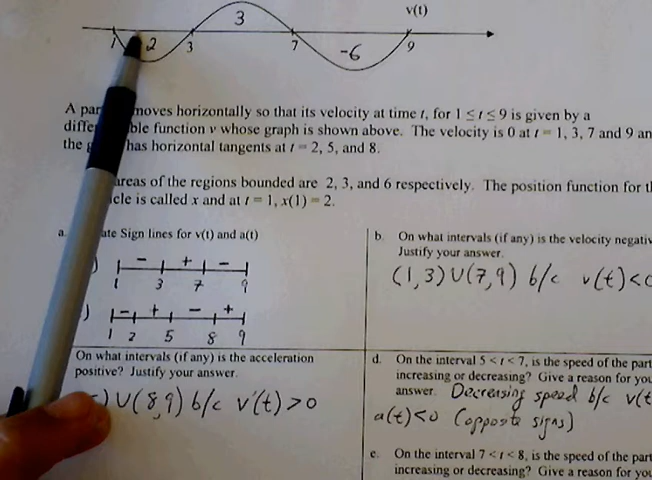 v(t)
3
1 2 3 7 -6 9
A par moves horizontally so that its velocity at time t, for 1 ≤ t ≤ 9 is given by a
differ ble function v whose graph is shown above. The velocity is 0 at t = 1, 3, 7 and 9 an
the g has horizontal tangents at t = 2, 5, and 8.
areas of the regions bounded are 2, 3, and 6 respectively. The position function for t
cle is called x and at t = 1, x(1) = 2.
a. ate Sign lines for v(t) and a(t)
) - + -
1 3 7 9
) - + - +
1 2 5 8 9
b. On what intervals (if any) is the velocity negativ
Justify your answer.
(1,3) U (7,9) b/c v(t)<0
On what intervals (if any) is the acceleration
positive? Justify your answer.
) U (8,9) b/c v'(t) > 0
d. On the interval 5 < t < 7, is the speed of the part
increasing or decreasing? Give a reason for you
answer. Decreasing speed b/c v(t
a(t)<0 (opposite signs)
e. On the interval 7 < t < 8, is the speed of the part
increasing or decreasing? Give a reason for you